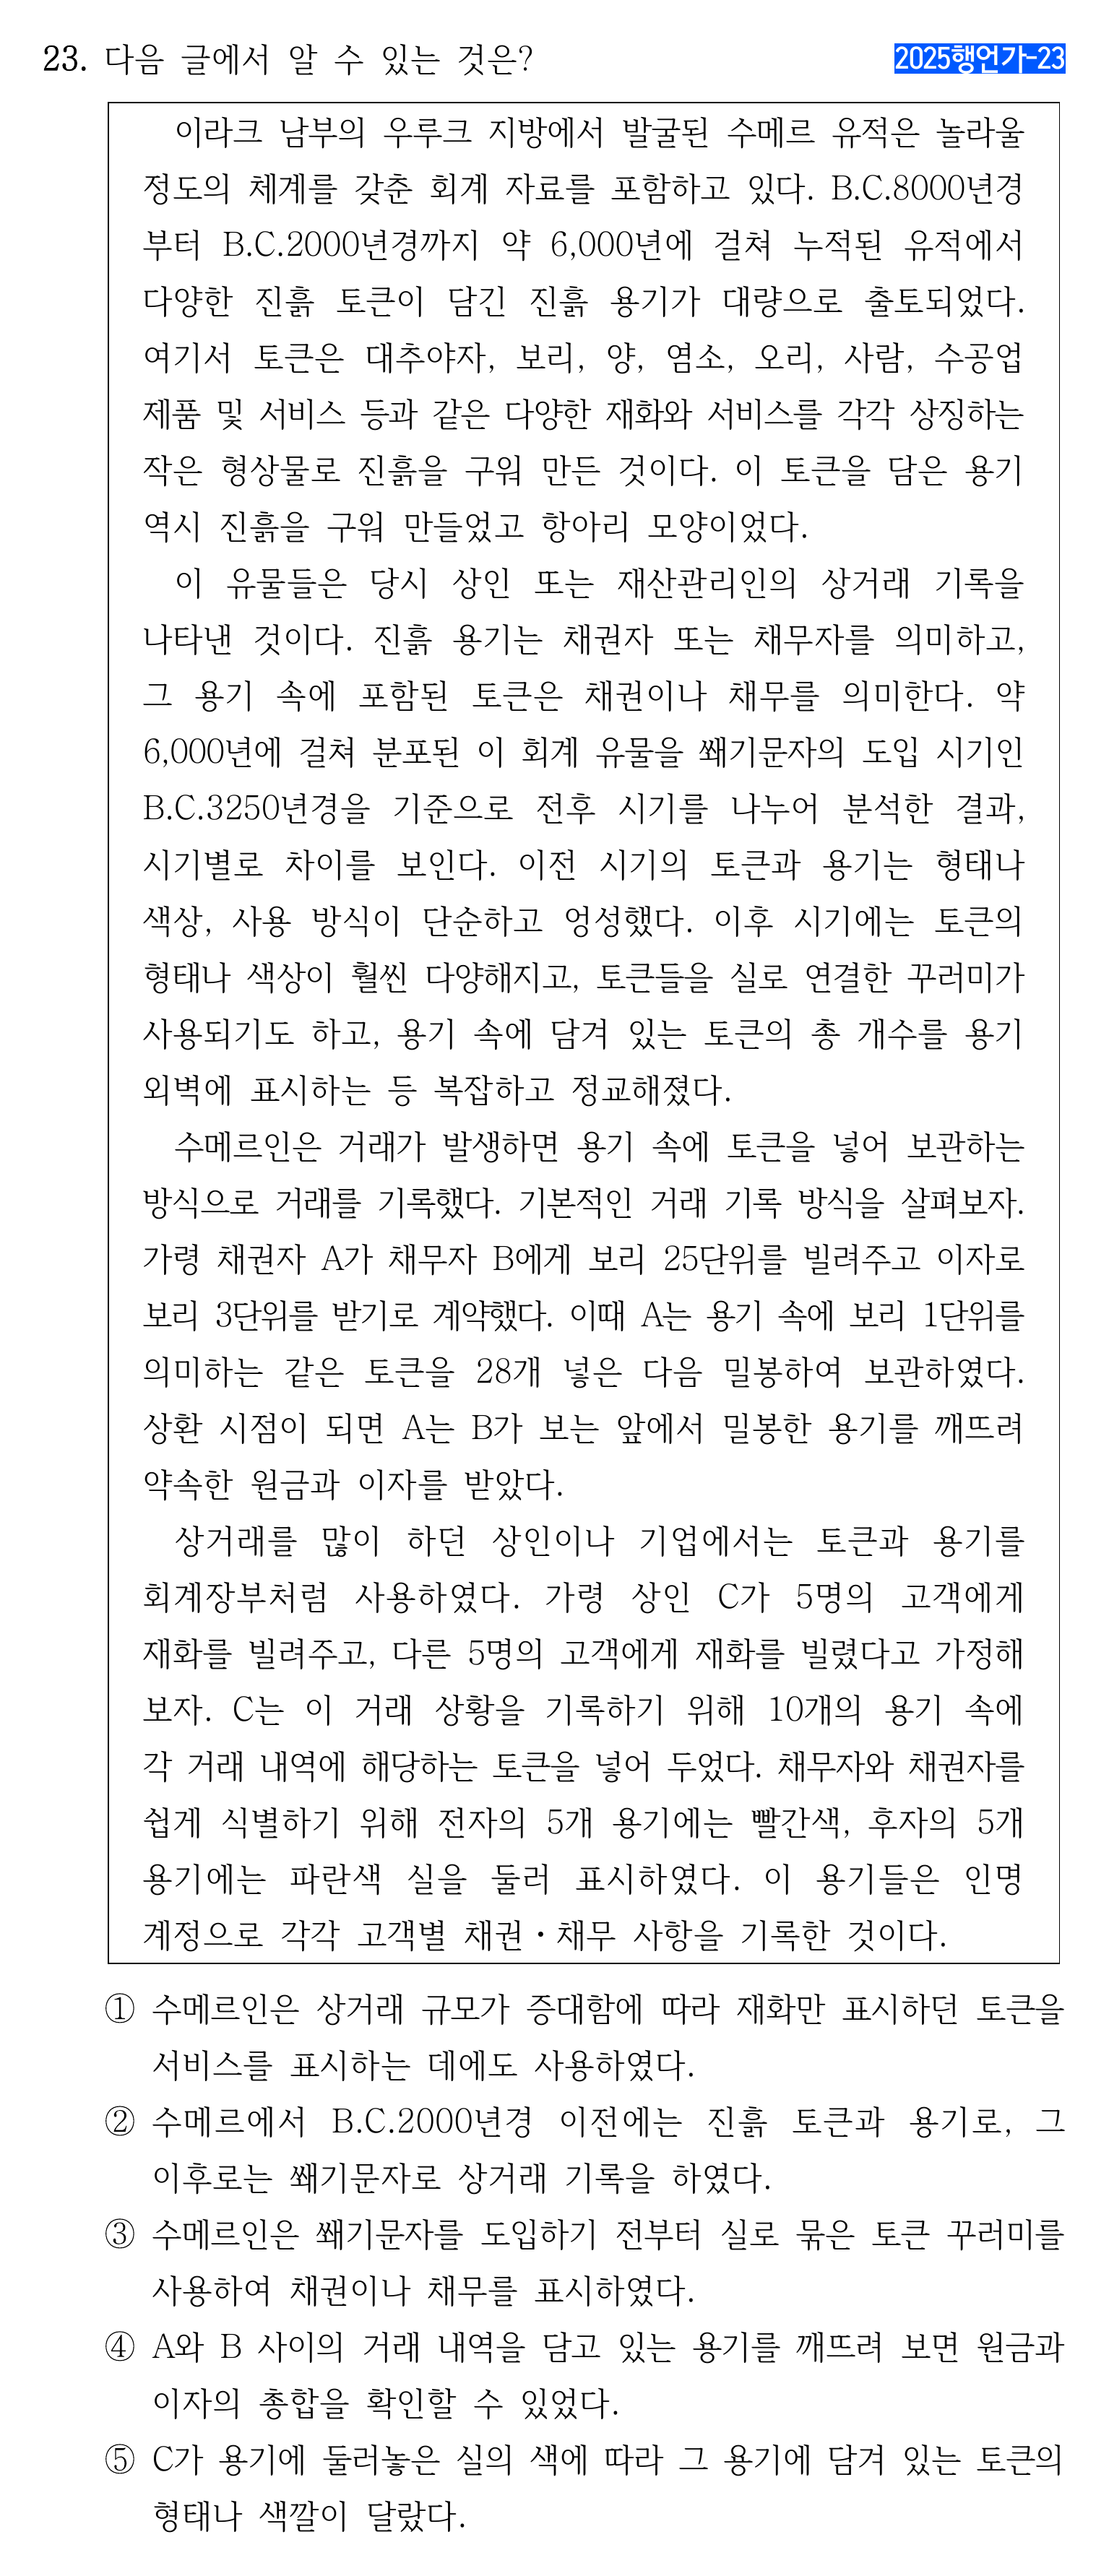 23. 다음 글에서 알 수 있는 것은?
2025행언가-23
이라크 남부의 우루크 지방에서 발굴된 수메르 유적은 놀라울
정도의 체계를 갖춘 회계 자료를 포함하고 있다. B.C.8000년경
부터 B.C.2000년경까지 약 6,000년에 걸쳐 누적된 유적에서
다양한 진흙 토큰이 담긴 진흙 용기가 대량으로 출토되었다.
여기서 토큰은 대추야자, 보리, 양, 염소, 오리, 사람, 수공업
제품 및 서비스 등과 같은 다양한 재화와 서비스를 각각 상징하는
작은 형상물로 진흙을 구워 만든 것이다. 이 토큰을 담은 용기
역시 진흙을 구워 만들었고 항아리 모양이었다.
이 유물들은 당시 상인 또는 재산관리인의 상거래 기록을
나타낸 것이다. 진흙 용기는 채권자 또는 채무자를 의미하고,
그 용기 속에 포함된 토큰은 채권이나 채무를 의미한다. 약
6,000년에 걸쳐 분포된 이 회계 유물을 쐐기문자의 도입 시기인
B.C.3250년경을 기준으로 전후 시기를 나누어 분석한 결과,
시기별로 차이를 보인다. 이전 시기의 토큰과 용기는 형태나
색상, 사용 방식이 단순하고 엉성했다. 이후 시기에는 토큰의
형태나 색상이 훨씬 다양해지고, 토큰들을 실로 연결한 꾸러미가
사용되기도 하고, 용기 속에 담겨 있는 토큰의 총 개수를 용기
외벽에 표시하는 등 복잡하고 정교해졌다.
수메르인은 거래가 발생하면 용기 속에 토큰을 넣어 보관하는
방식으로 거래를 기록했다. 기본적인 거래 기록 방식을 살펴보자.
가령 채권자 A가 채무자 B에게 보리 25단위를 빌려주고 이자로
보리 3단위를 받기로 계약했다. 이때 A는 용기 속에 보리 1단위를
의미하는 같은 토큰을 28개 넣은 다음 밀봉하여 보관하였다.
상환 시점이 되면 A는 B가 보는 앞에서 밀봉한 용기를 깨뜨려
약속한 원금과 이자를 받았다.
상거래를 많이 하던 상인이나 기업에서는 토큰과 용기를
회계장부처럼 사용하였다. 가령 상인 C가 5명의 고객에게
재화를 빌려주고, 다른 5명의 고객에게 재화를 빌렸다고 가정해
보자. C는 이 거래 상황을 기록하기 위해 10개의 용기 속에
각 거래 내역에 해당하는 토큰을 넣어 두었다. 채무자와 채권자를
쉽게 식별하기 위해 전자의 5개 용기에는 빨간색, 후자의 5개
용기에는 파란색 실을 둘러 표시하였다. 이 용기들은 인명
계정으로 각각 고객별 채권·채무 사항을 기록한 것이다.
① 수메르인은 상거래 규모가 증대함에 따라 재화만 표시하던 토큰을
서비스를 표시하는 데에도 사용하였다.
② 수메르에서 B.C.2000년경 이전에는 진흙 토큰과 용기로, 그
이후로는 쐐기문자로 상거래 기록을 하였다.
③ 수메르인은 쐐기문자를 도입하기 전부터 실로 묶은 토큰 꾸러미를
사용하여 채권이나 채무를 표시하였다.
④ A와 B 사이의 거래 내역을 담고 있는 용기를 깨뜨려 보면 원금과
이자의 총합을 확인할 수 있었다.
⑤ C가 용기에 둘러놓은 실의 색에 따라 그 용기에 담겨 있는 토큰의
형태나 색깔이 달랐다.